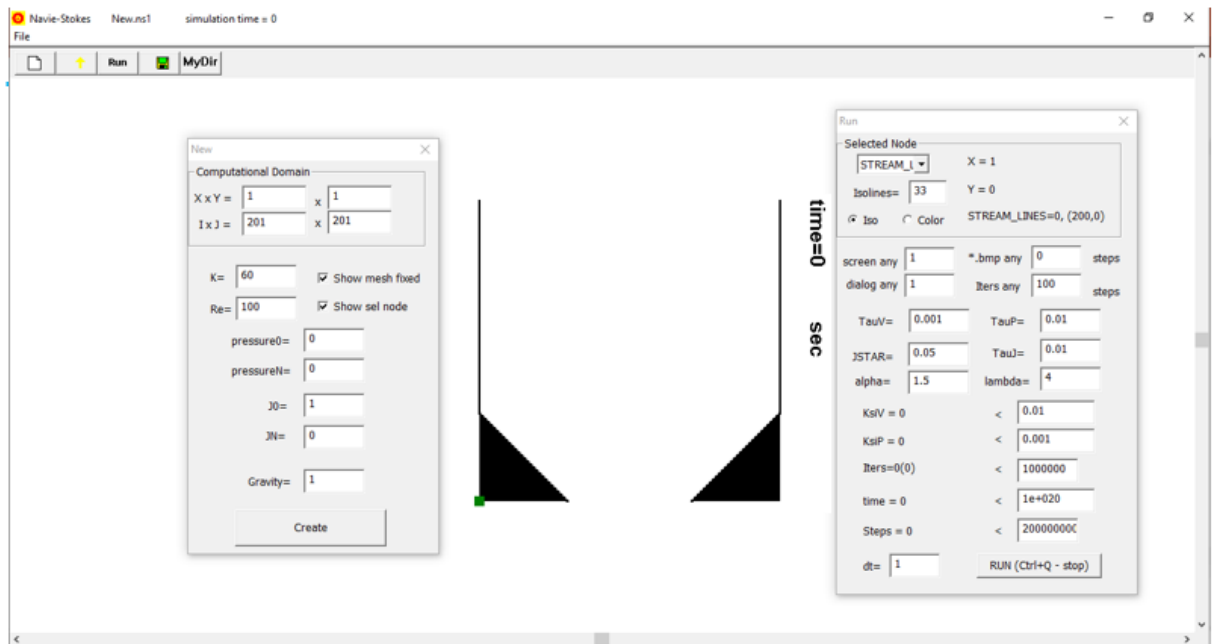 Navie-Stokes New.ns1 simulation time = 0
File
Run MyDir
New
Computational Domain
X x Y = 1 x 1
I x J = 201 x 201
K= 60 Show mesh fixed
Re= 100 Show sel node
pressure0= 0
pressureN= 0
J0= 1
JN= 0
Gravity= 1
Create
time=0 sec
Run
Selected Node
STREAM_L X = 1
Isolines= 33 Y = 0
Iso Color STREAM_LINES=0, (200,0)
screen any 1 *.bmp any 0 steps
dialog any 1 Iters any 100 steps
TauV= 0.001 TauP= 0.01
JSTAR= 0.05 TauJ= 0.01
alpha= 1.5 lambda= 4
KsiV = 0 < 0.01
KsiP = 0 < 0.001
Iters=0(0) < 1000000
time = 0 < 1e+020
Steps = 0 < 200000000
dt= 1 RUN (Ctrl+Q - stop)